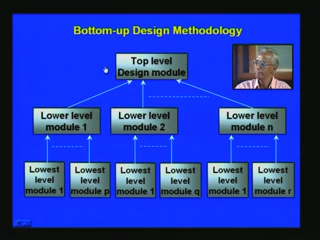 Bottom-up Design Methodology
Top level
Design module
Lower level
module 1
Lower level
module 2
Lower level
module n
Lowest
level
module 1
Lowest
level
module p
Lowest
level
module 1
Lowest
level
module q
Lowest
level
module 1
Lowest
level
module r